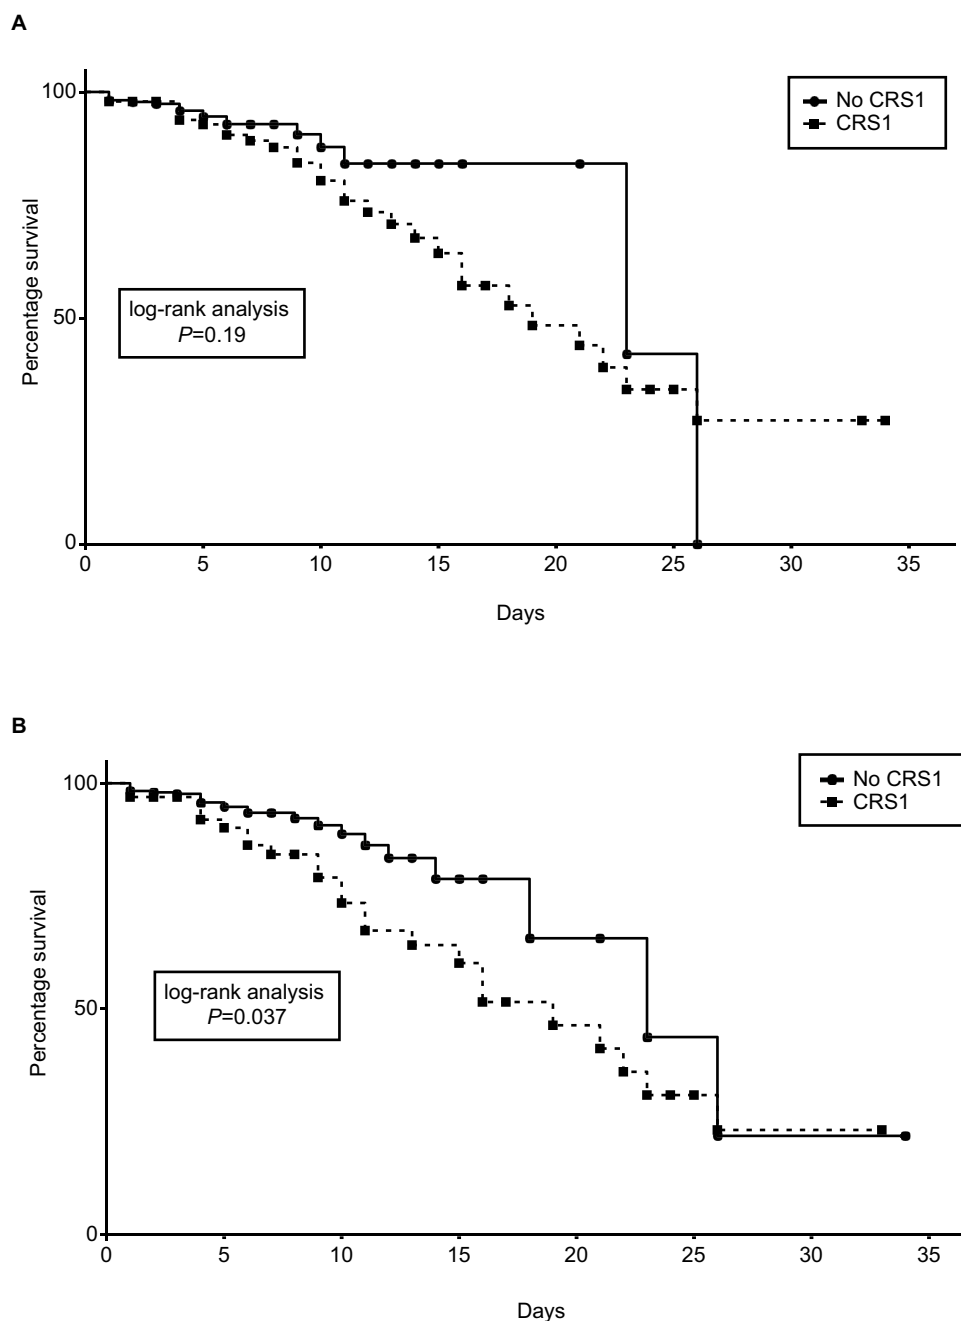 A
100
50
0
Percentage survival
No CRS1
CRS1
log-rank analysis
P=0.19
0 5 10 15 20 25 30 35
Days
B
100
50
0
Percentage survival
No CRS1
CRS1
log-rank analysis
P=0.037
0 5 10 15 20 25 30 35
Days